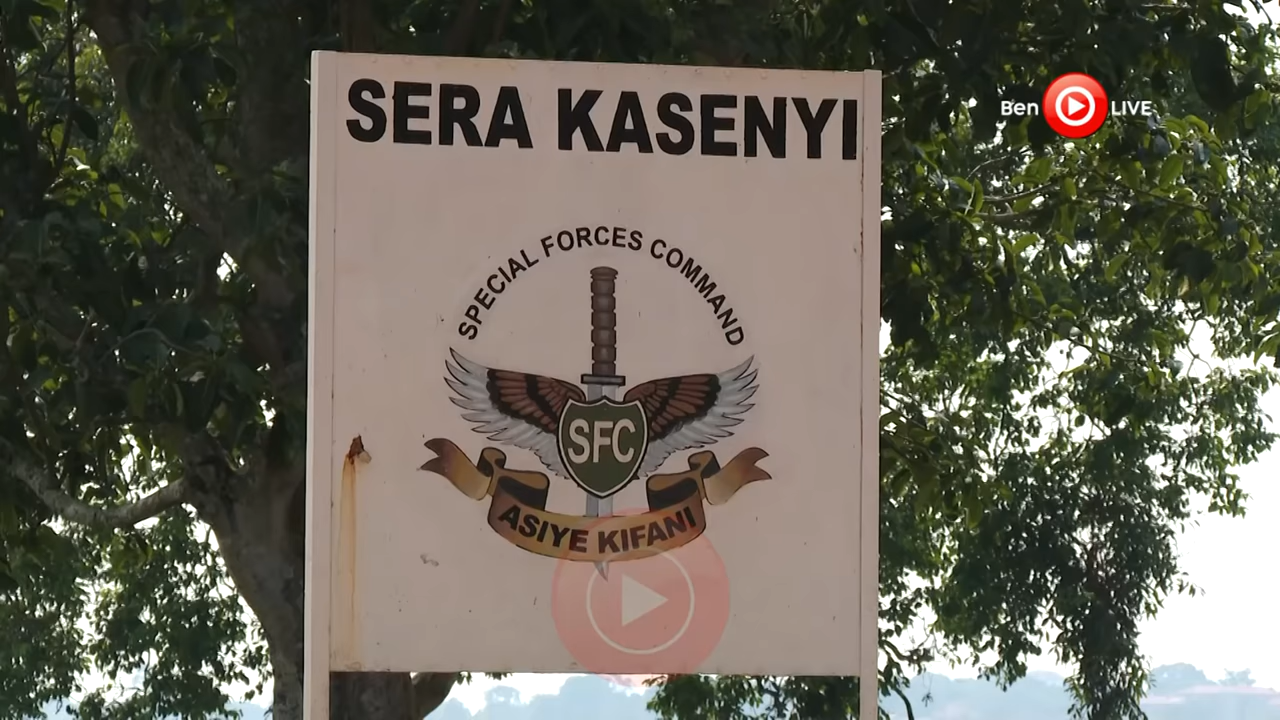 SERA KASENYI
Ben LIVE
SPECIAL FORCES COMMAND
SFC
ASIYE KIFANI